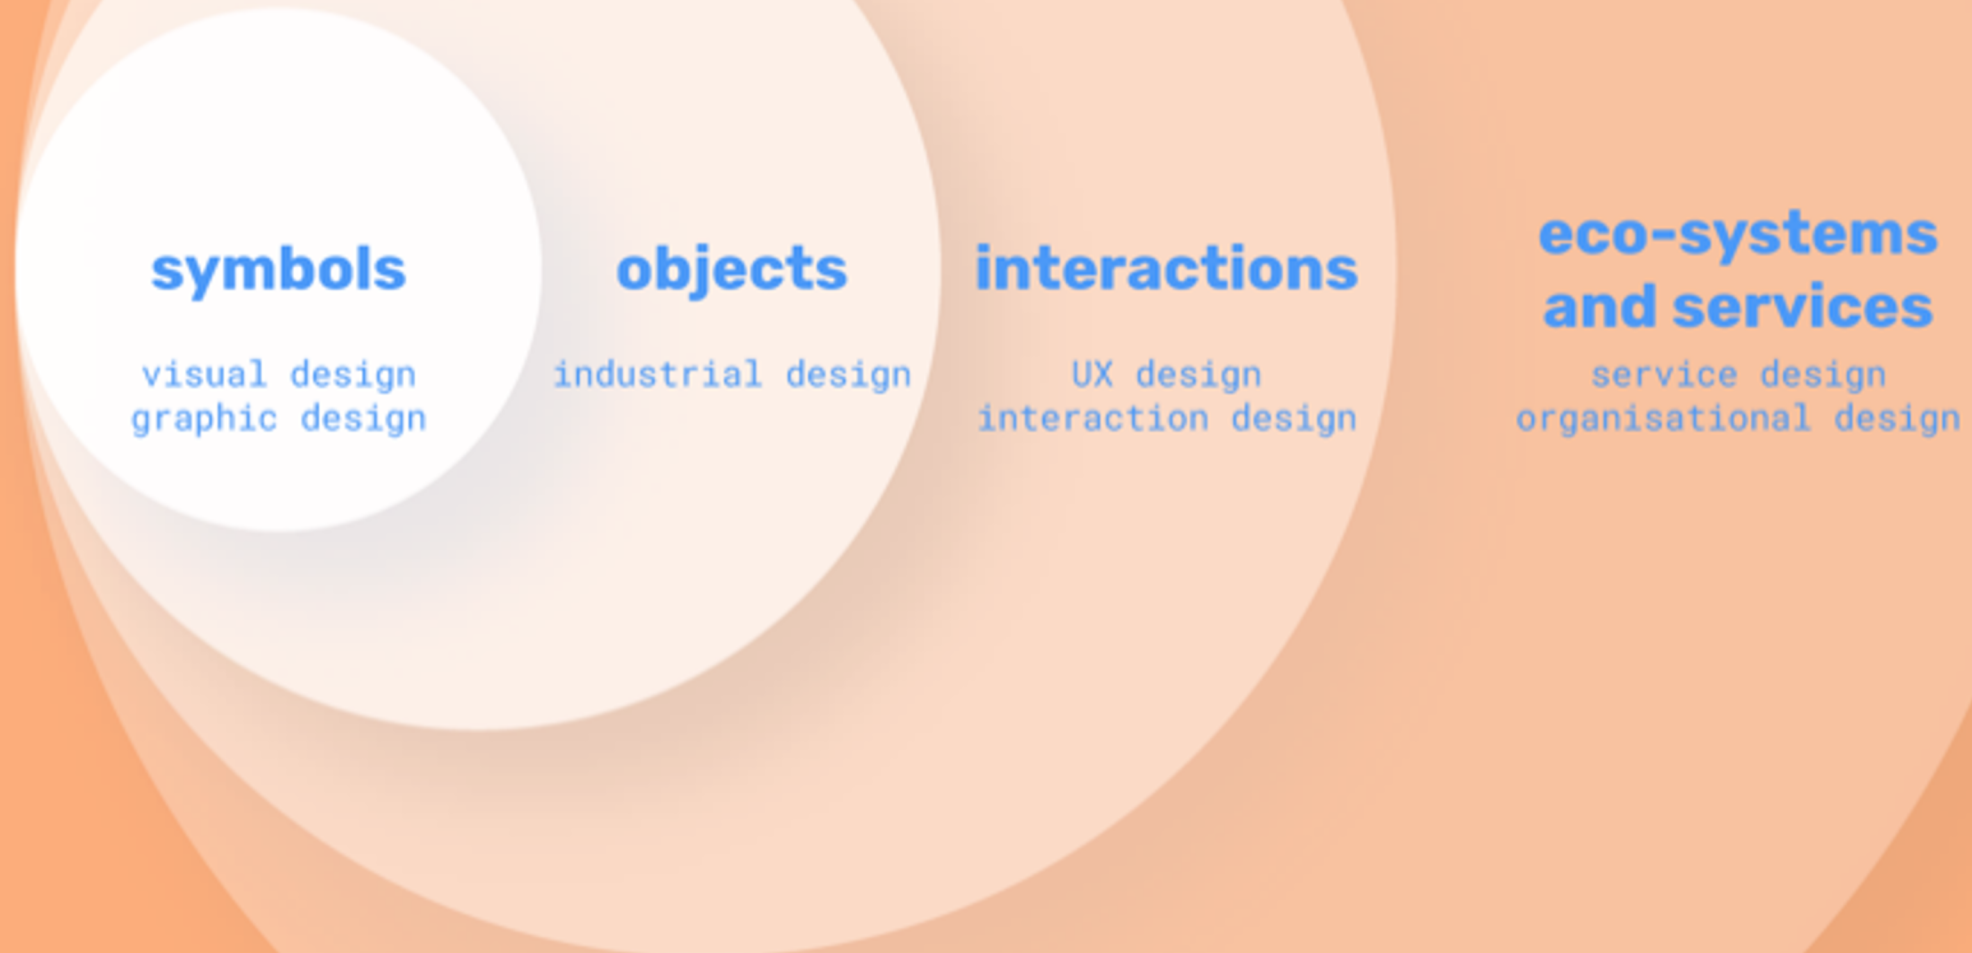 symbols
visual design
graphic design
objects
industrial design
interactions
UX design
interaction design
eco-systems
and services
service design
organisational design